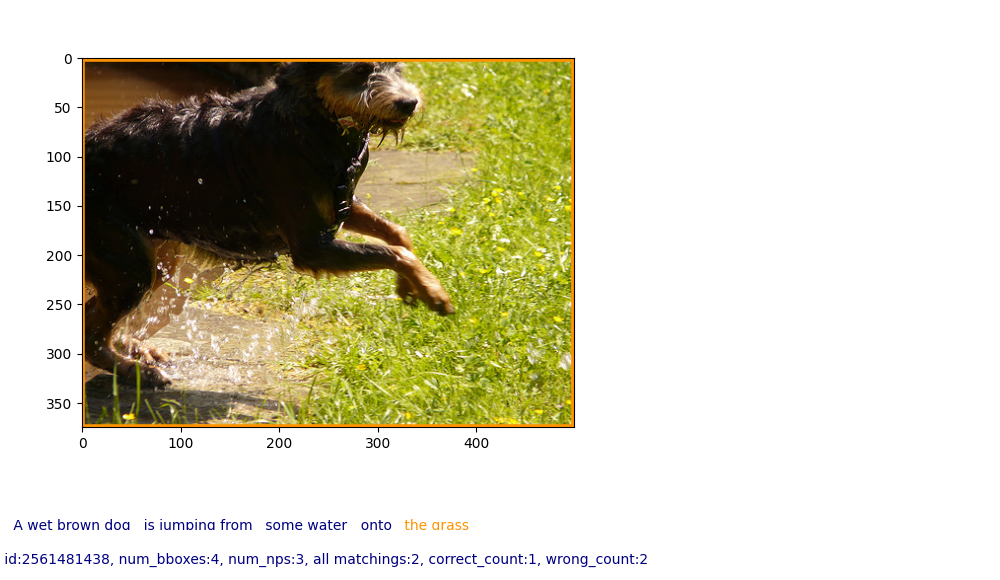 0
50
100
150
200
250
300
350
0 100 200 300 400
A wet brown dog is jumping from some water onto the grass
id:2561481438, num_bboxes:4, num_nps:3, all matchings:2, correct_count:1, wrong_count:2